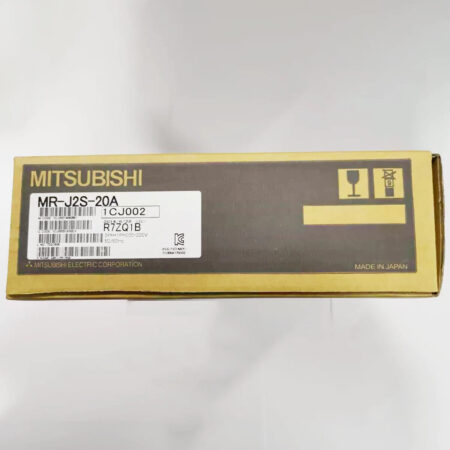 MITSUBISHI
MR-J2S-20A
1CJ002
R7ZQ1B
MITSUBISHI ELECTRIC CORPORATION
MADE IN JAPAN